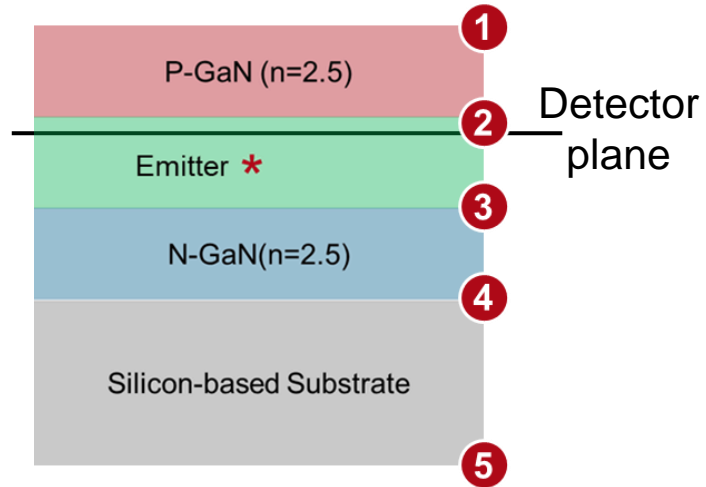 1
P-GaN (n=2.5)
2
Detector
plane
Emitter *
3
N-GaN(n=2.5)
4
Silicon-based Substrate
5